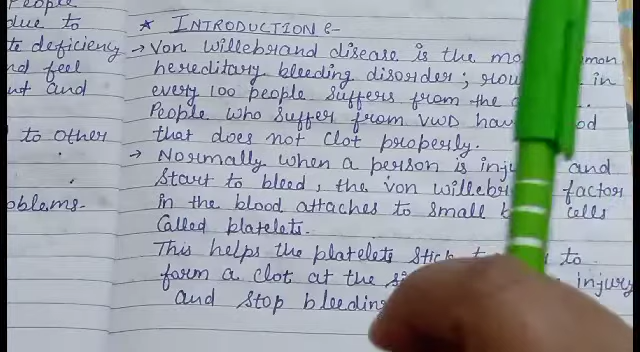 People
due to
te deficiency
nd feel
ut and
to other
oblems.
* INTRODUCTION :-
→ Von willebrand disease is the mo mon
hereditary bleeding disorder; rou in
every 100 people suffers from the
People who suffer from VWD hav od
that does not clot properly.
→ Normally when a person is inju and
start to bleed, the von willebr factor
in the blood attaches to small b cells
called platelets.
This helps the platelets stick t to
form a clot at the si injury
and stop bleeding